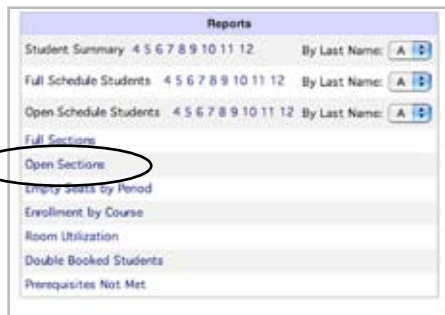 Reports
Student Summary 4 5 6 7 8 9 10 11 12 By Last Name: A
Full Schedule Students 4 5 6 7 8 9 10 11 12 By Last Name: A
Open Schedule Students 4 5 6 7 8 9 10 11 12 By Last Name: A
Full Sections
Open Sections
Empty Seats by Period
Enrollment by Course
Room Utilization
Double Booked Students
Prerequisites Not Met